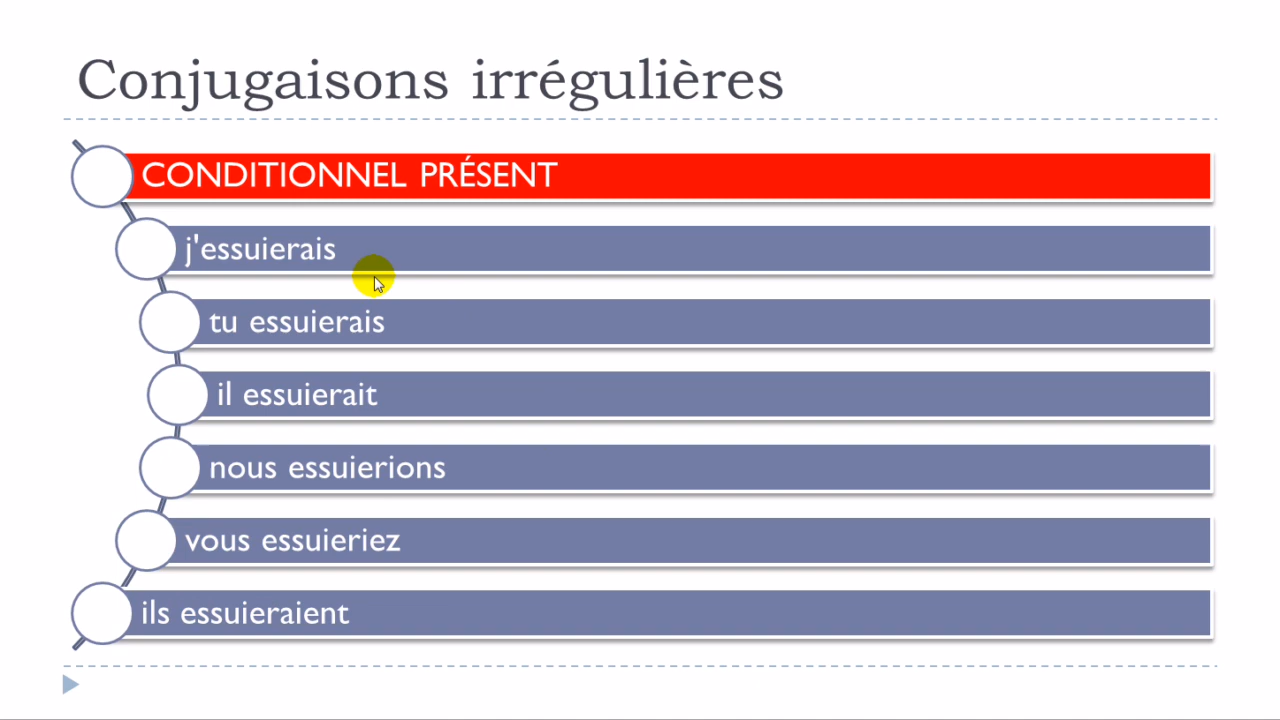 Conjugaisons irrégulières
CONDITIONNEL PRÉSENT
j'essuierais
tu essuierais
il essuierait
nous essuierions
vous essuieriez
ils essuieraient